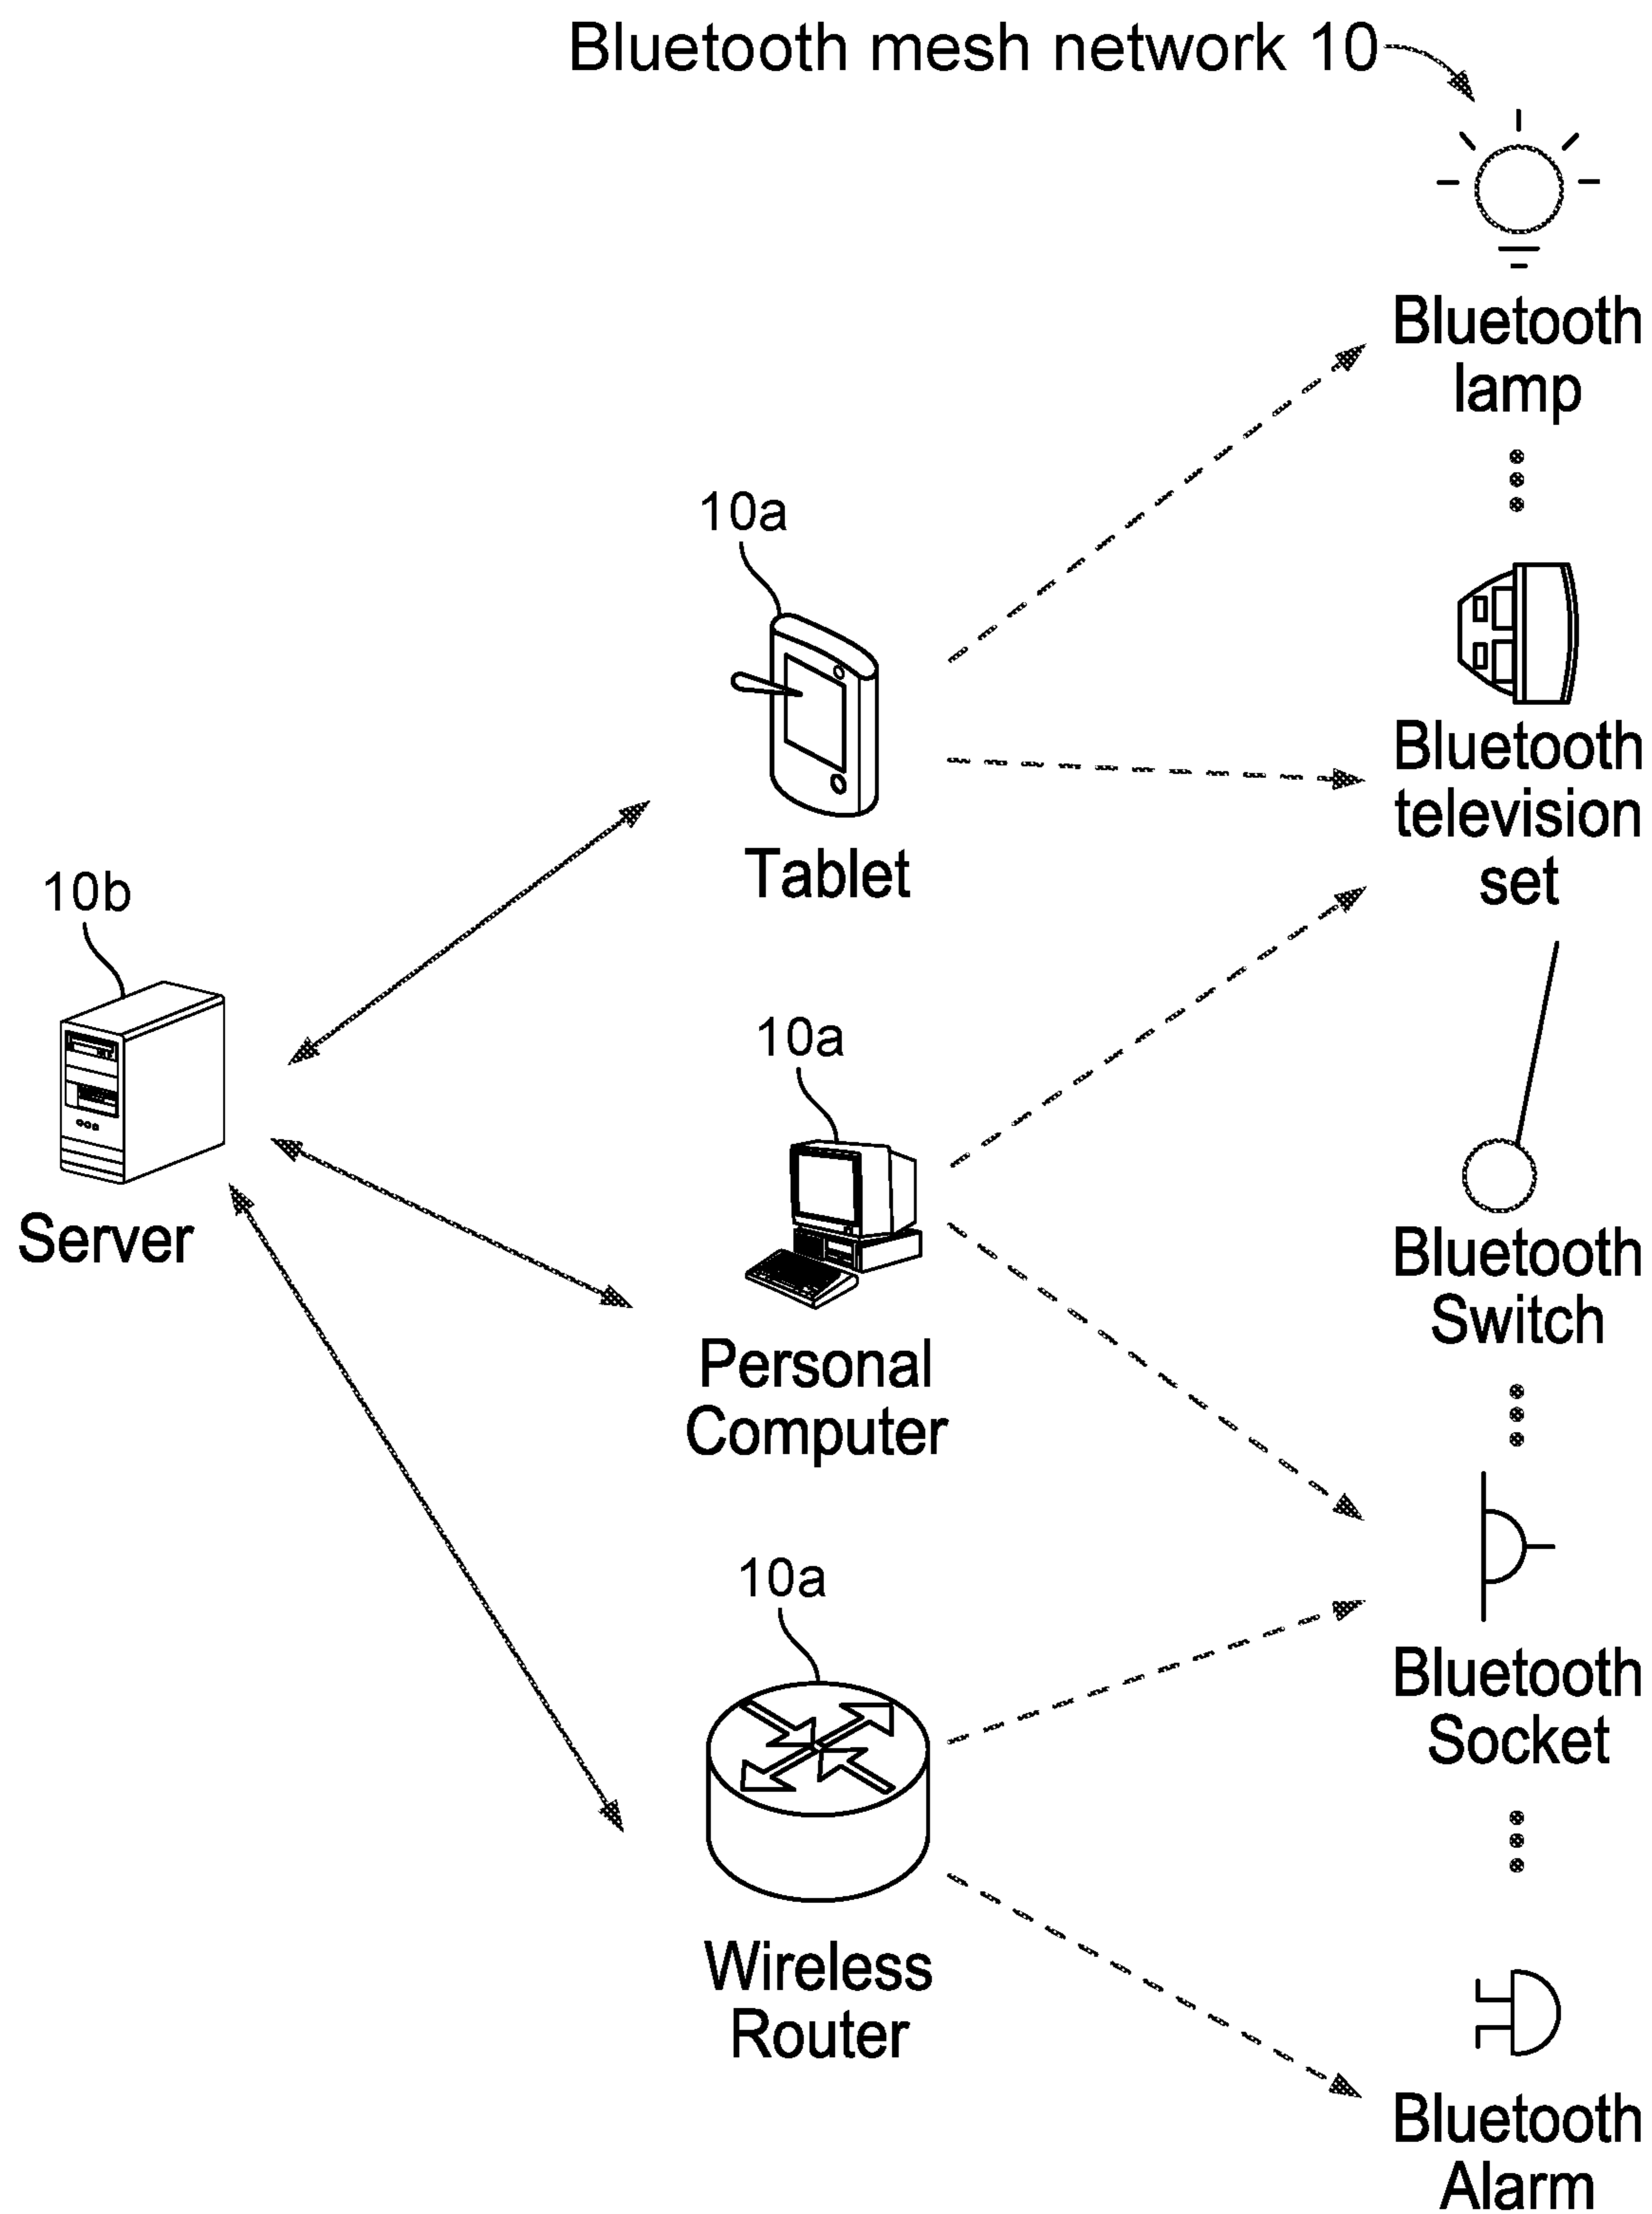 Bluetooth mesh network 10
Bluetooth
lamp
10a
Tablet
Bluetooth
television
set
10b
Server
10a
Personal
Computer
Bluetooth
Switch
10a
Wireless
Router
Bluetooth
Socket
Bluetooth
Alarm